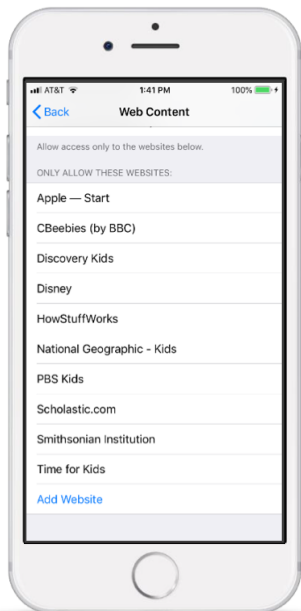 AT&T 1:41 PM 100%
Back Web Content
Allow access only to the websites below.
ONLY ALLOW THESE WEBSITES:
Apple — Start
CBeebies (by BBC)
Discovery Kids
Disney
HowStuffWorks
National Geographic - Kids
PBS Kids
Scholastic.com
Smithsonian Institution
Time for Kids
Add Website